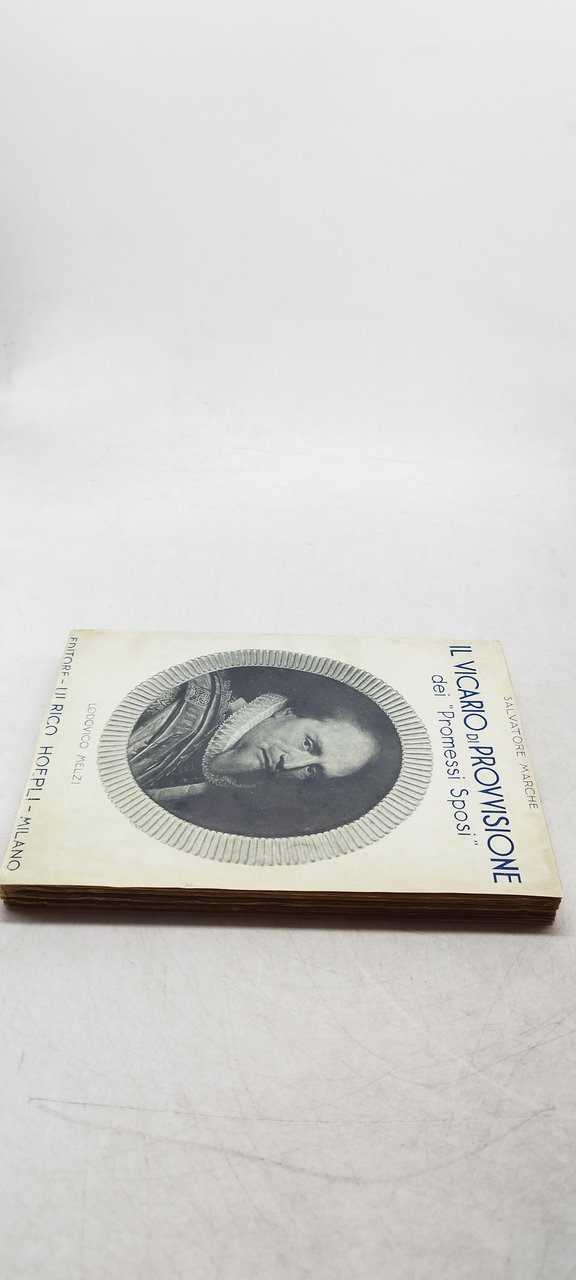 SALVATORE MARCHE
IL VICARIO DI PROVVISIONE
dei "Promessi Sposi"
LODOVICO MELZI
EDITORE - ULRICO HOEPLI - MILANO